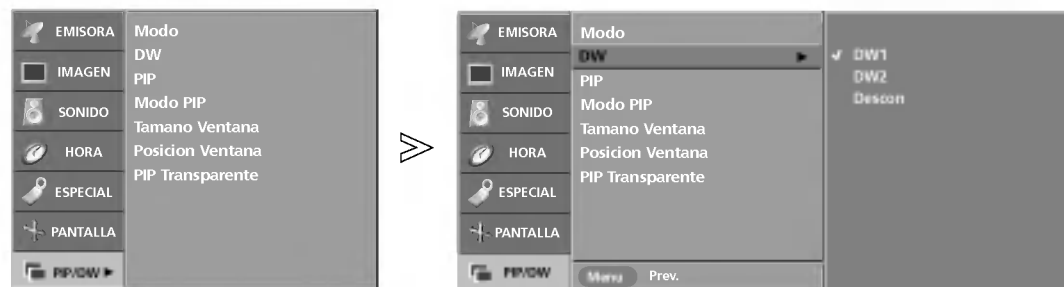 EMISORA
IMAGEN
SONIDO
HORA
ESPECIAL
PANTALLA
PIP/DW
Modo
DW
PIP
Modo PIP
Tamano Ventana
Posicion Ventana
PIP Transparente
EMISORA
IMAGEN
SONIDO
HORA
ESPECIAL
PANTALLA
PIP/DW
Modo
DW
PIP
Modo PIP
Tamano Ventana
Posicion Ventana
PIP Transparente
Menu Prev.
DW1
DW2
Descon